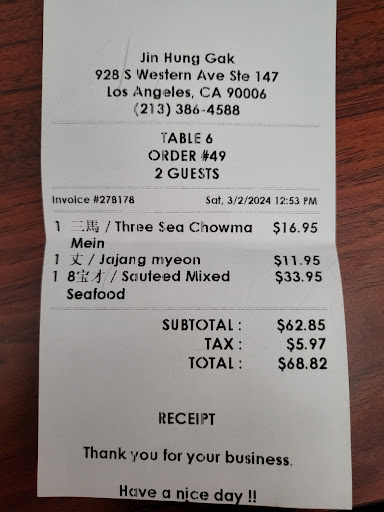 Jin Hung Gak
928 S Western Ave Ste 147
Los Angeles, CA 90006
(213) 386-4588
TABLE 6
ORDER #49
2 GUESTS
Invoice #278178 Sat, 3/2/2024 12:53 PM
1 三馬 / Three Sea Chowma $16.95
Mein
1 丈 / Jajang myeon $11.95
1 8宝才 / Sauteed Mixed $33.95
Seafood
SUBTOTAL : $62.85
TAX : $5.97
TOTAL : $68.82
RECEIPT
Thank you for your business.
Have a nice day !!